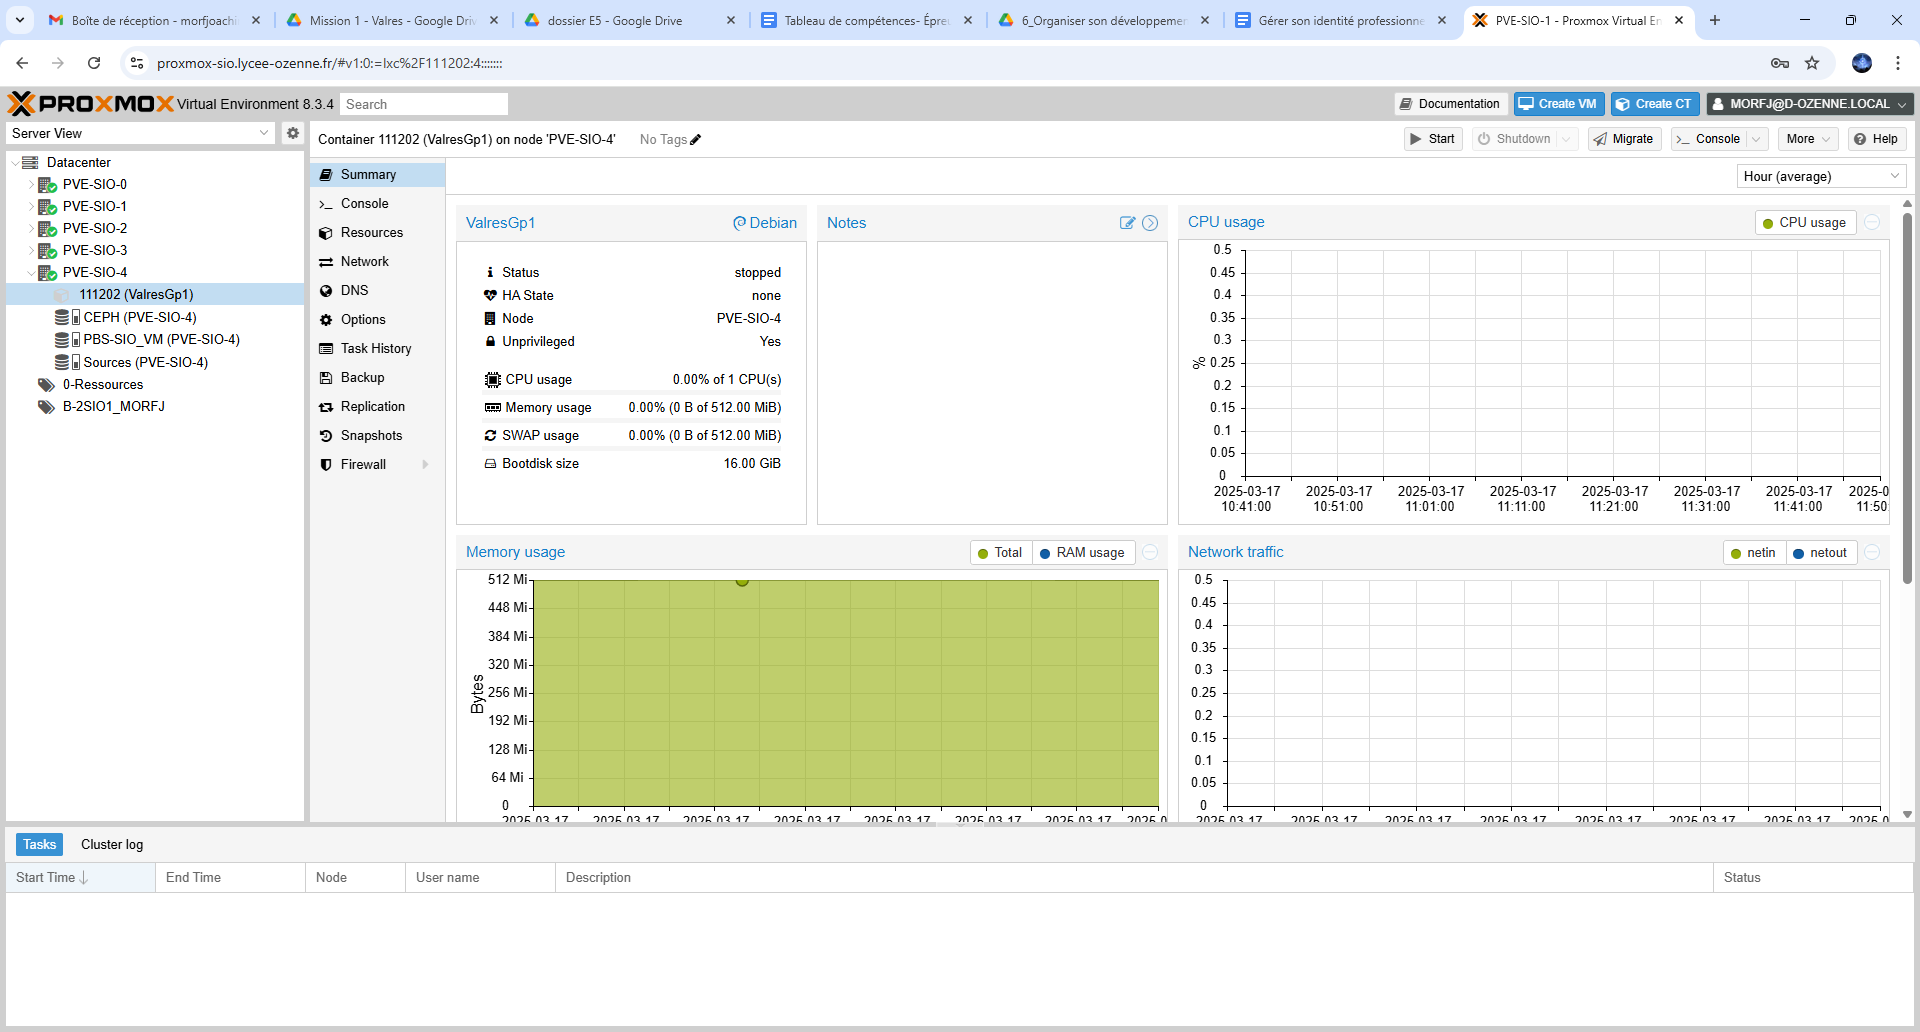 Boîte de réception - morfjoachi
Mission 1 - Valres - Google Driv
dossier E5 - Google Drive
Tableau de compétences- Épreu
6_Organiser son développemen
Gérer son identité professionne
PVE-SIO-1 - Proxmox Virtual En
proxmox-sio.lycee-ozenne.fr/#v1:0:=lxc%2F111202:4:::::::
PROXMOX Virtual Environment 8.3.4
Search
Documentation
Create VM
Create CT
MORFJ@D-OZENNE.LOCAL
Server View
Container 111202 (ValresGp1) on node 'PVE-SIO-4'
No Tags
Start
Shutdown
Migrate
Console
More
Help
Datacenter
PVE-SIO-0
PVE-SIO-1
PVE-SIO-2
PVE-SIO-3
PVE-SIO-4
111202 (ValresGp1)
CEPH (PVE-SIO-4)
PBS-SIO_VM (PVE-SIO-4)
Sources (PVE-SIO-4)
0-Ressources
B-2SIO1_MORFJ
Summary
Console
Resources
Network
DNS
Options
Task History
Backup
Replication
Snapshots
Firewall
Hour (average)
ValresGp1
Debian
Status stopped
HA State none
Node PVE-SIO-4
Unprivileged Yes
CPU usage 0.00% of 1 CPU(s)
Memory usage 0.00% (0 B of 512.00 MiB)
SWAP usage 0.00% (0 B of 512.00 MiB)
Bootdisk size 16.00 GiB
Notes
CPU usage
CPU usage
0.5
0.45
0.4
0.35
0.3
0.25
0.2
0.15
0.1
0.05
0
%
2025-03-17 2025-03-17 2025-03-17 2025-03-17 2025-03-17 2025-03-17 2025-03-17 2025-0
10:41:00 10:51:00 11:01:00 11:11:00 11:21:00 11:31:00 11:41:00 11:50:
Memory usage
Total
RAM usage
512 Mi
448 Mi
384 Mi
320 Mi
256 Mi
192 Mi
128 Mi
64 Mi
0
Bytes
2025-03-17 2025-03-17 2025-03-17 2025-03-17 2025-03-17 2025-03-17 2025-03-17 2025-0
Network traffic
netin
netout
0.5
0.45
0.4
0.35
0.3
0.25
0.2
0.15
0.1
0.05
0
2025-03-17 2025-03-17 2025-03-17 2025-03-17 2025-03-17 2025-03-17 2025-03-17 2025-0
Tasks
Cluster log
Start Time
End Time
Node
User name
Description
Status